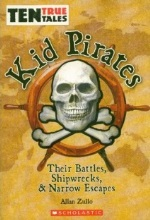 TEN TRUE
TALES
Kid Pirates
Their Battles,
Shipwrecks,
& Narrow Escapes
Allan Zullo
SCHOLASTIC